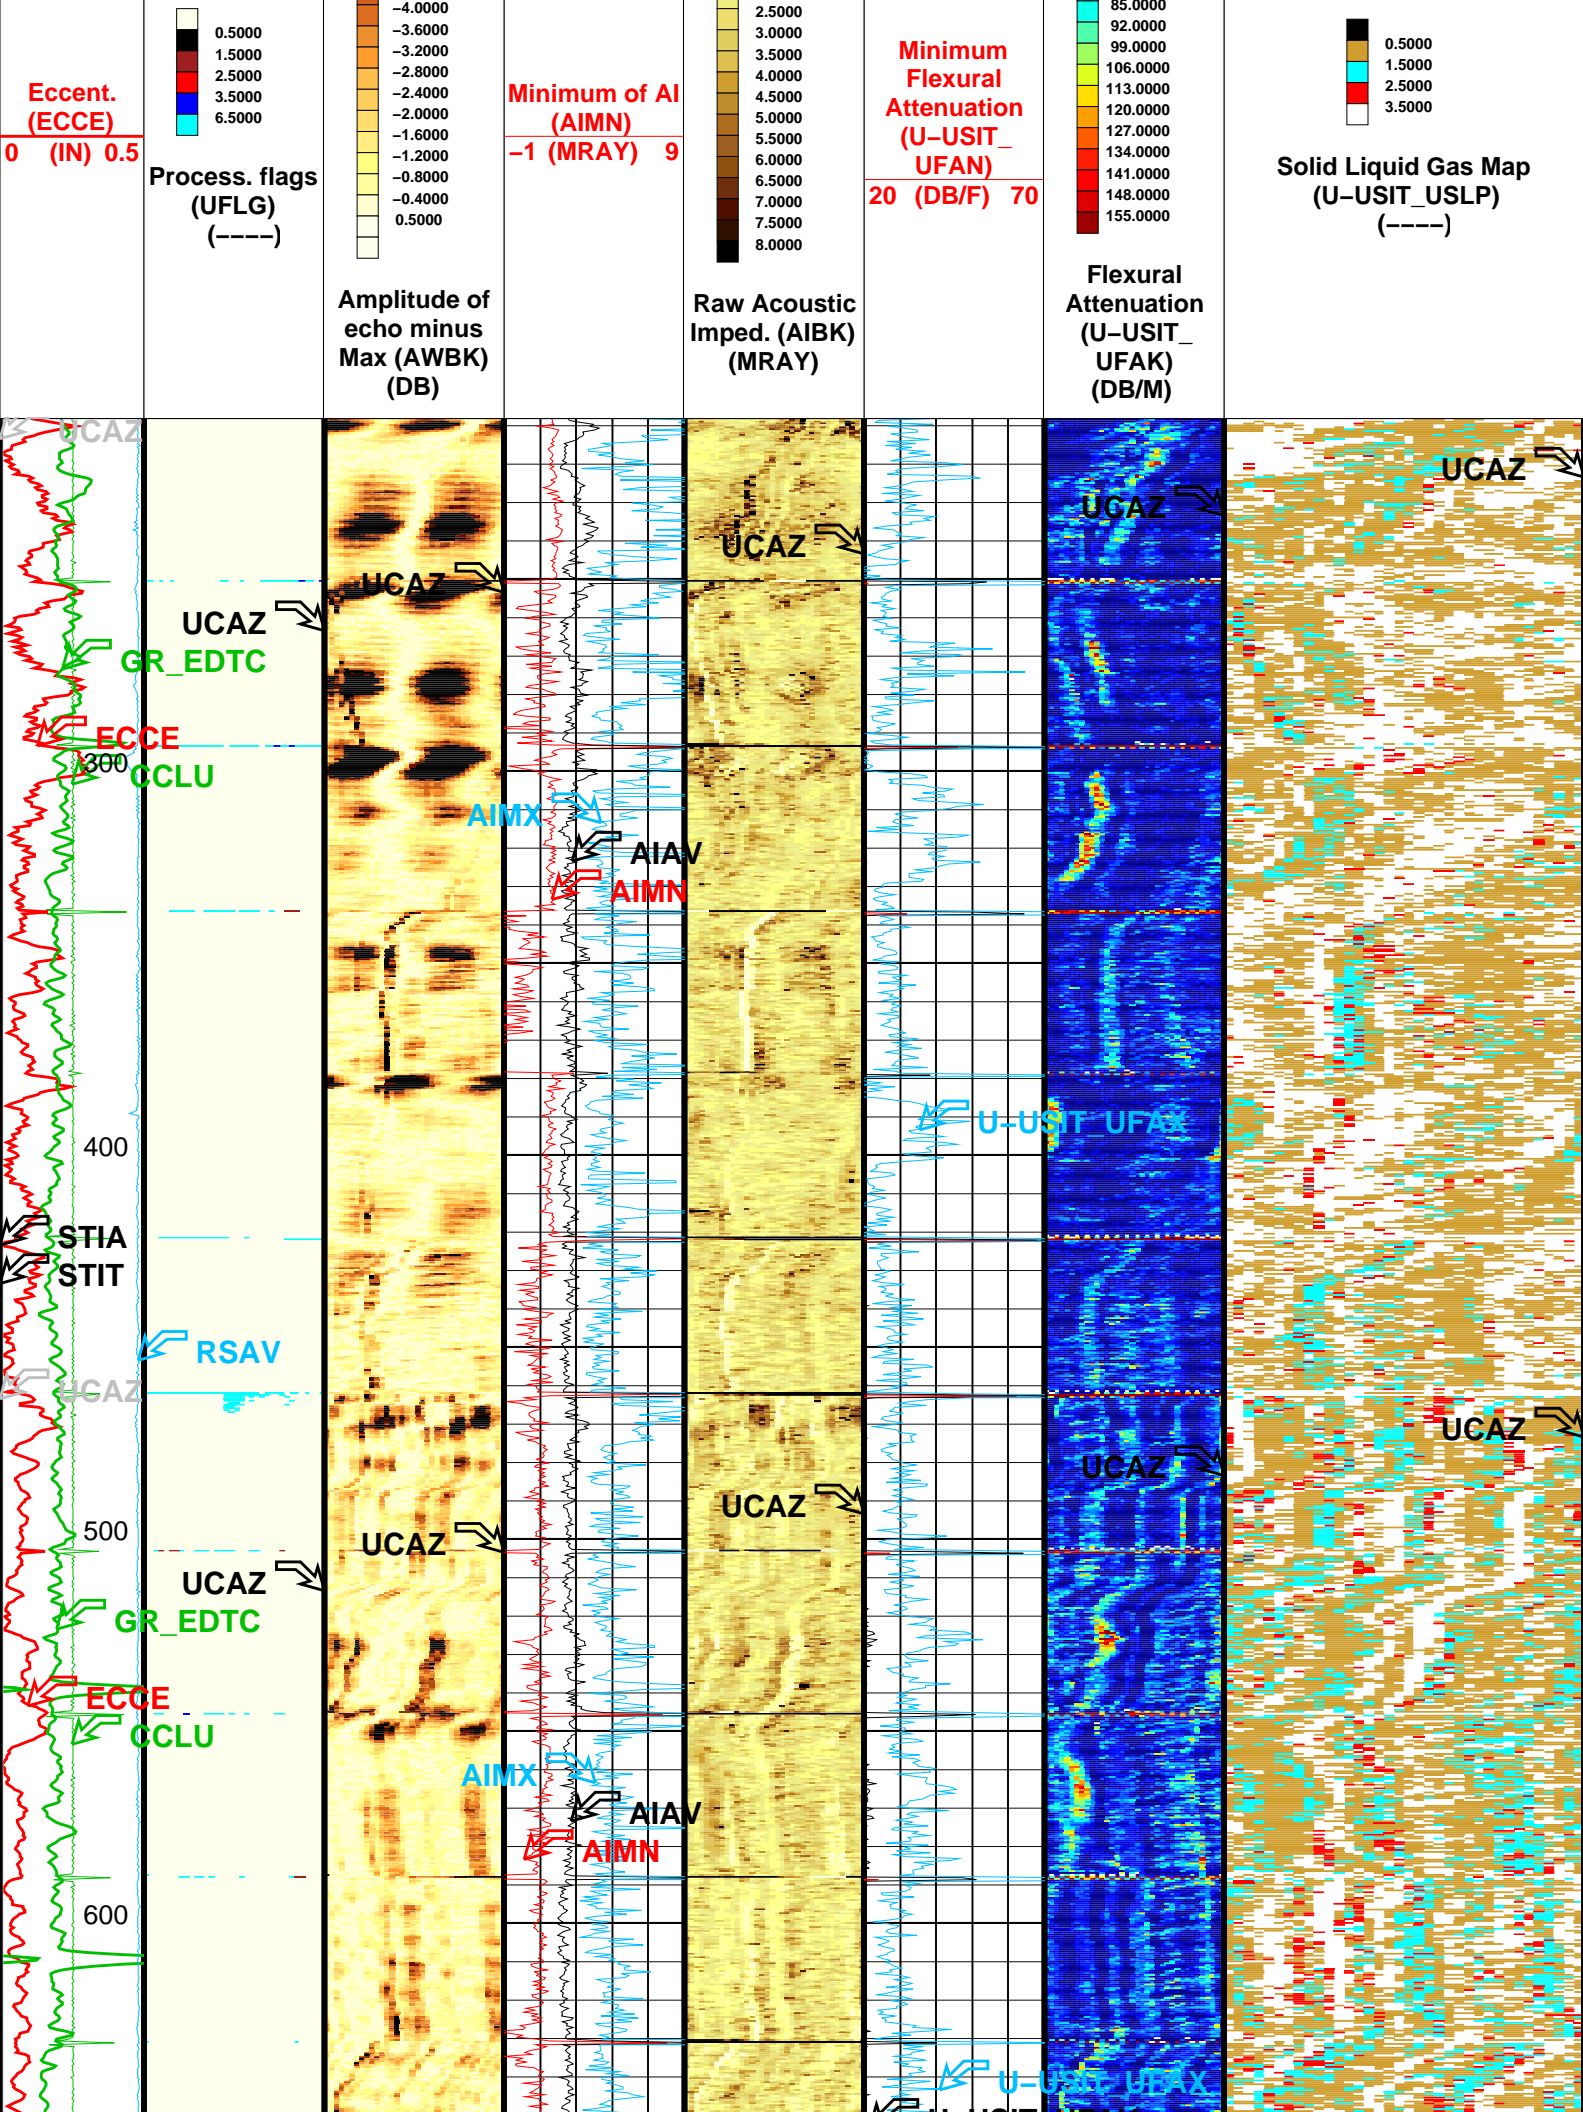 Eccent.
(ECCE)
0 (IN) 0.5
0.5000
1.5000
2.5000
3.5000
6.5000
Process. flags
(UFLG)
(----)
-4.0000
-3.6000
-3.2000
-2.8000
-2.4000
-2.0000
-1.6000
-1.2000
-0.8000
-0.4000
0.5000
Amplitude of
echo minus
Max (AWBK)
(DB)
Minimum of AI
(AIMN)
-1 (MRAY) 9
2.5000
3.0000
3.5000
4.0000
4.5000
5.0000
5.5000
6.0000
6.5000
7.0000
7.5000
8.0000
Raw Acoustic
Imped. (AIBK)
(MRAY)
Minimum
Flexural
Attenuation
(U-USIT_
UFAN)
20 (DB/F) 70
85.0000
92.0000
99.0000
106.0000
113.0000
120.0000
127.0000
134.0000
141.0000
148.0000
155.0000
Flexural
Attenuation
(U-USIT_
UFAK)
(DB/M)
0.5000
1.5000
2.5000
3.5000
Solid Liquid Gas Map
(U-USIT_USLP)
(----)
UCAZ
UCAZ
UCAZ
UCAZ
UCAZ
UCAZ
GR_EDTC
ECCE
300
CCLU
AIMX
AIAV
AIMN
U-USIT_UFAX
400
STIA
STIT
RSAV
UCAZ
UCAZ
UCAZ
UCAZ
500
UCAZ
UCAZ
GR_EDTC
ECCE
CCLU
AIMX
AIAV
AIMN
600
U-USIT_UFAX